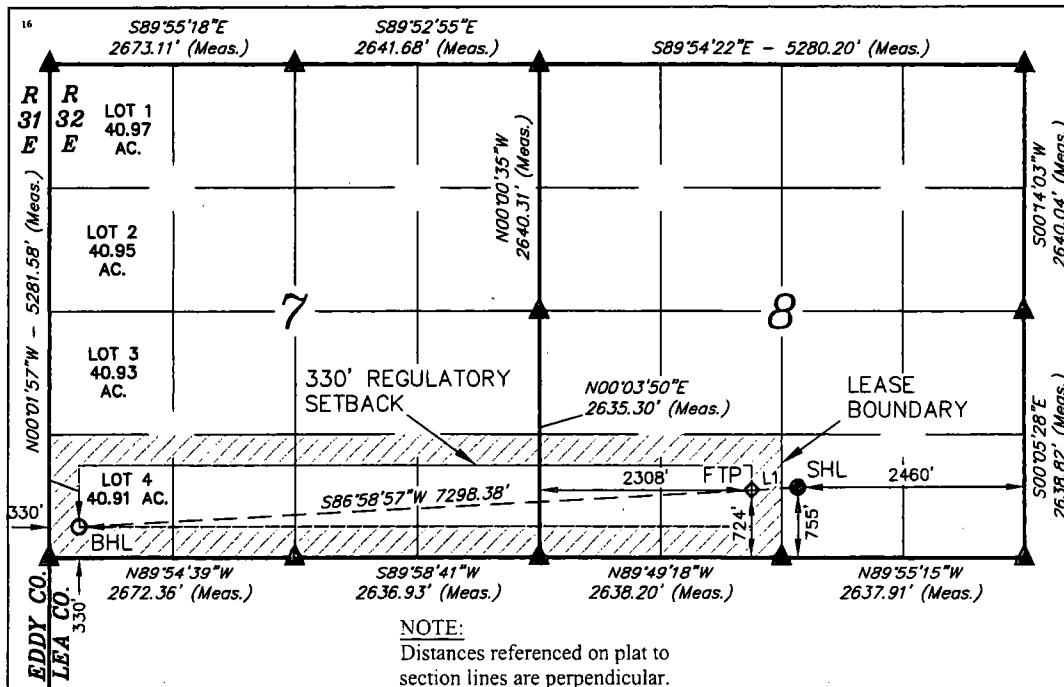 16
S89°55'18"E
2673.11' (Meas.)
S89°52'55"E
2641.68' (Meas.)
S89°54'22"E – 5280.20' (Meas.)
R
31
E
R
32
E
LOT 1
40.97
AC.
N00°01'57"W – 5281.58' (Meas.)
N00°00'35"W
2640.31' (Meas.)
S00°14'03"W
2640.04' (Meas.)
LOT 2
40.95
AC.
7
8
LOT 3
40.93
AC.
330' REGULATORY
SETBACK
N00°03'50"E
2635.30' (Meas.)
LEASE
BOUNDARY
S00°05'28"E
2638.82' (Meas.)
LOT 4
40.91 AC.
S86°58'57"W 7298.38'
2308'
FTP
L1
SHL
2460'
724'
755'
330'
BHL
N89°54'39"W
2672.36' (Meas.)
S89°58'41"W
2636.93' (Meas.)
N89°49'18"W
2638.20' (Meas.)
N89°55'15"W
2637.91' (Meas.)
EDDY CO.
LEA CO.
330'
NOTE:
Distances referenced on plat to
section lines are perpendicular.